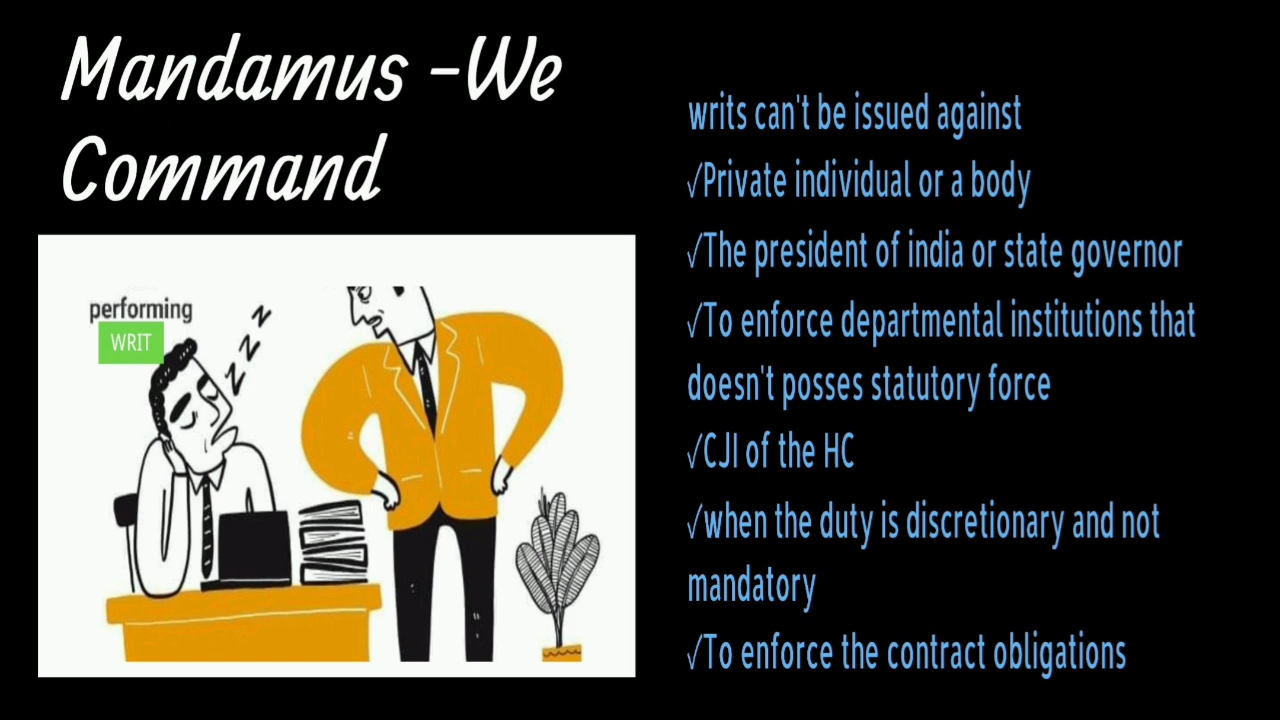 Mandamus -We
Command
performing
WRIT
zzzz
writs can't be issued against
✓Private individual or a body
✓The president of india or state governor
✓To enforce departmental institutions that
doesn't posses statutory force
✓CJI of the HC
✓when the duty is discretionary and not
mandatory
✓To enforce the contract obligations